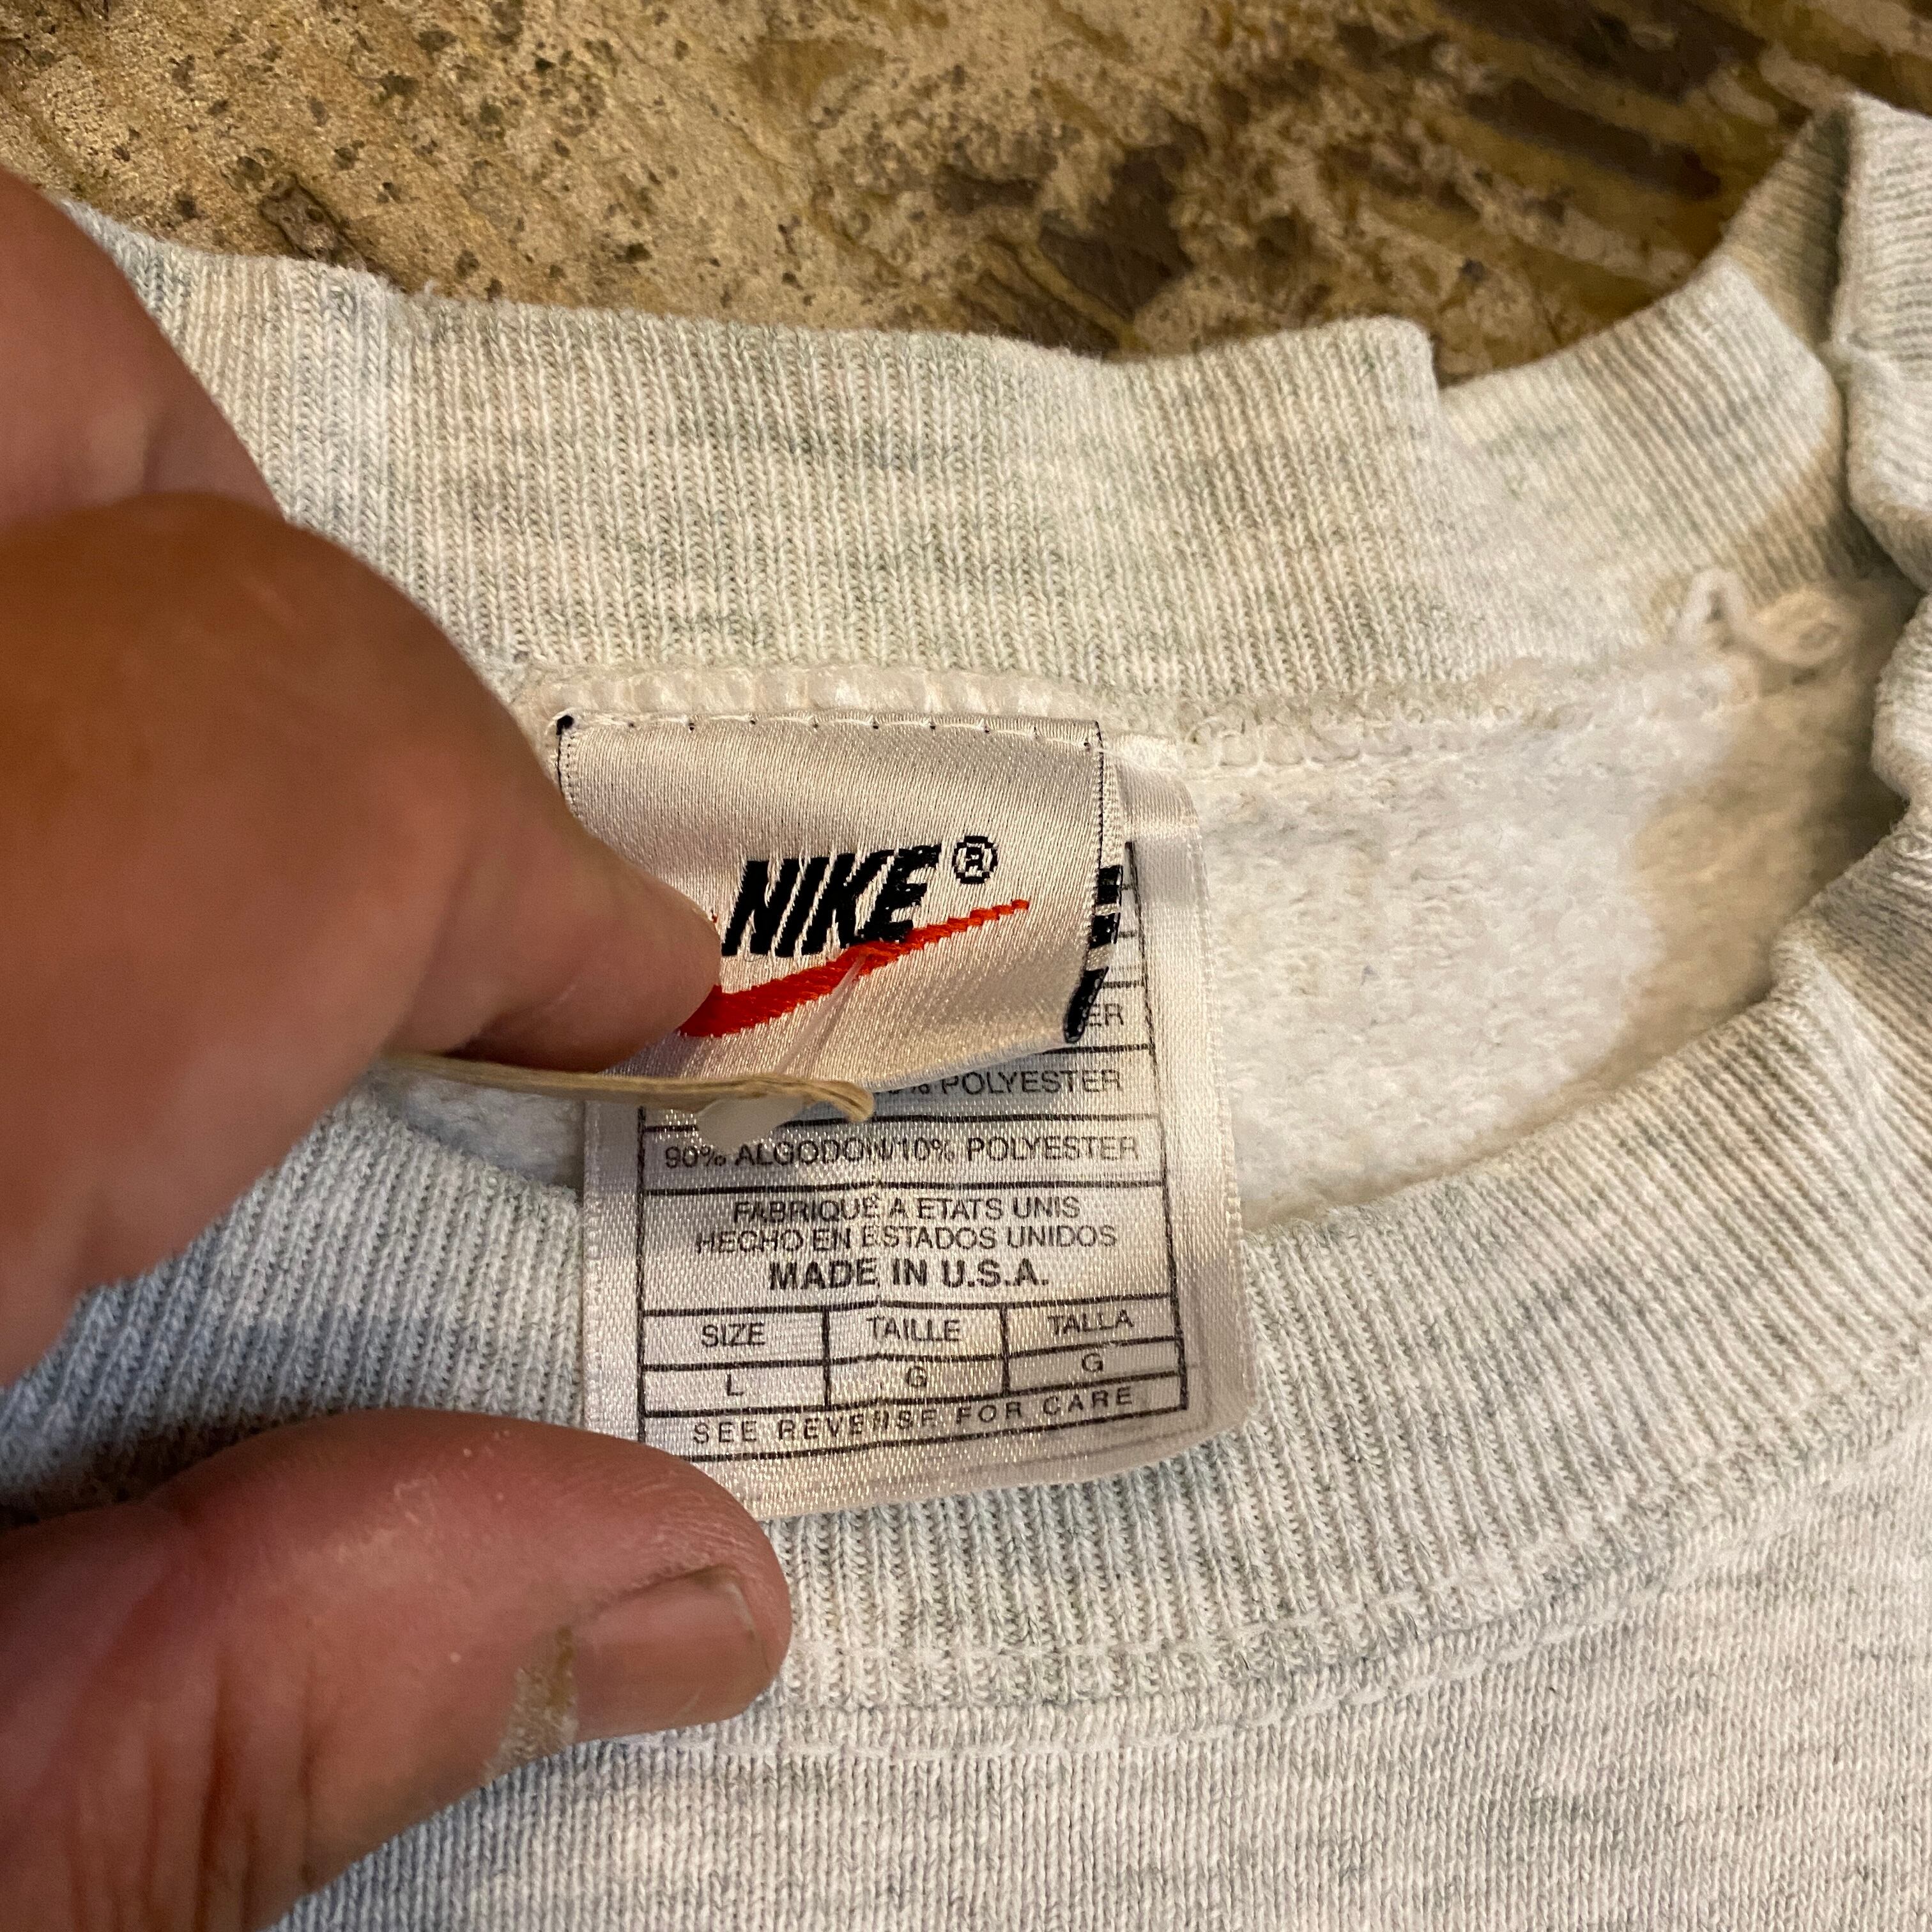 NIKE®
ER
% POLYESTER
90% ALGODON/10% POLYESTER
FABRIQUE A ETATS UNIS
HECHO EN ESTADOS UNIDOS
MADE IN U.S.A.
SIZE TAILLE TALLA
L G G
SEE REVERSE FOR CARE